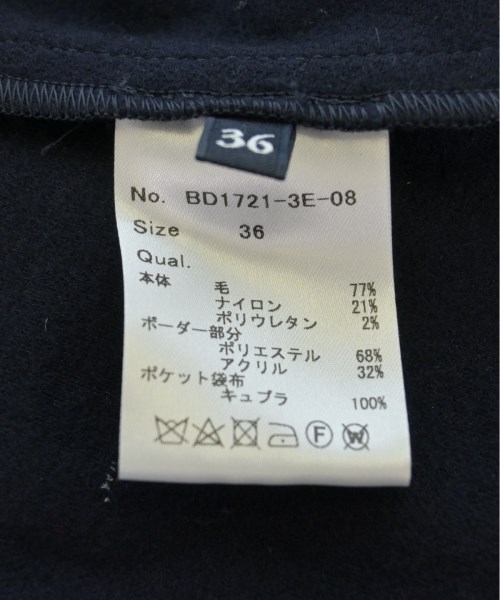 36
No. BD1721-3E-08
Size 36
Qual.
本体
毛 77%
ナイロン 21%
ポリウレタン 2%
ボーダー部分
ポリエステル 68%
アクリル 32%
ポケット袋布
キュプラ 100%
F W